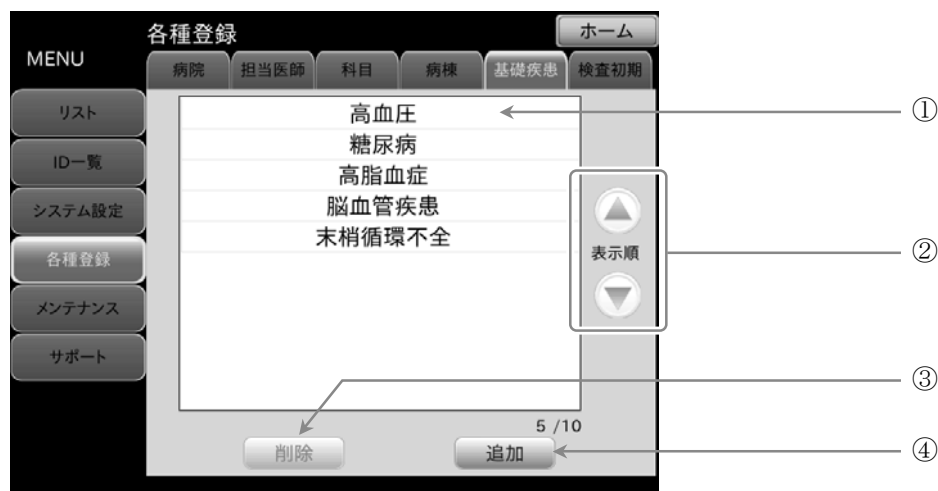 各種登録
ホーム
MENU
病院 担当医師 科目 病棟 基礎疾患 検査初期
リスト
ID一覧
システム設定
各種登録
メンテナンス
サポート
高血圧
糖尿病
高脂血症
脳血管疾患
末梢循環不全
表示順
5 /10
削除
追加
①
②
③
④